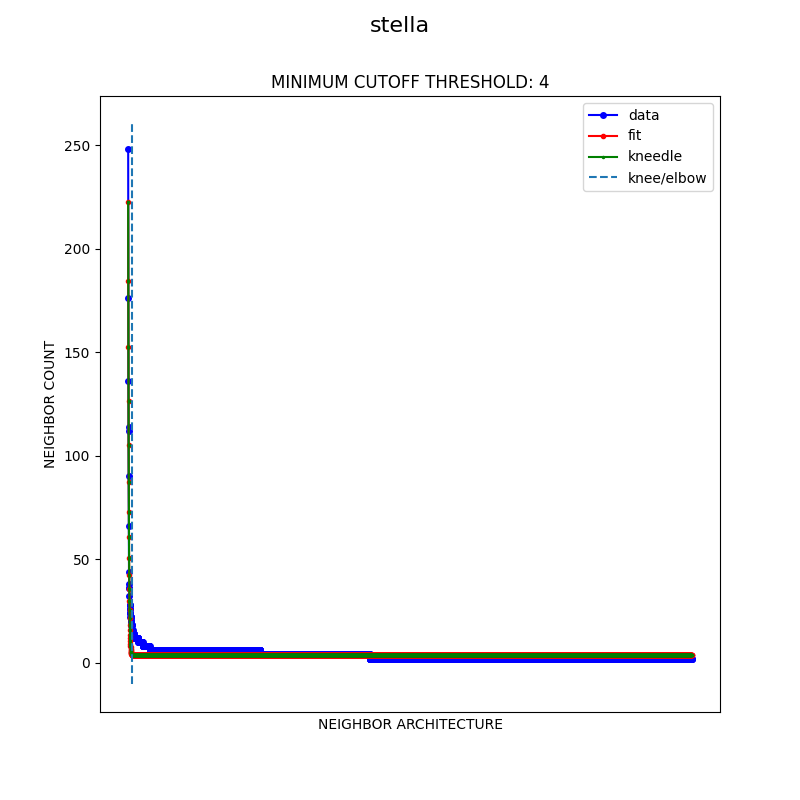 stella
MINIMUM CUTOFF THRESHOLD: 4
data
fit
kneedle
knee/elbow
250
200
150
100
50
0
NEIGHBOR COUNT
NEIGHBOR ARCHITECTURE